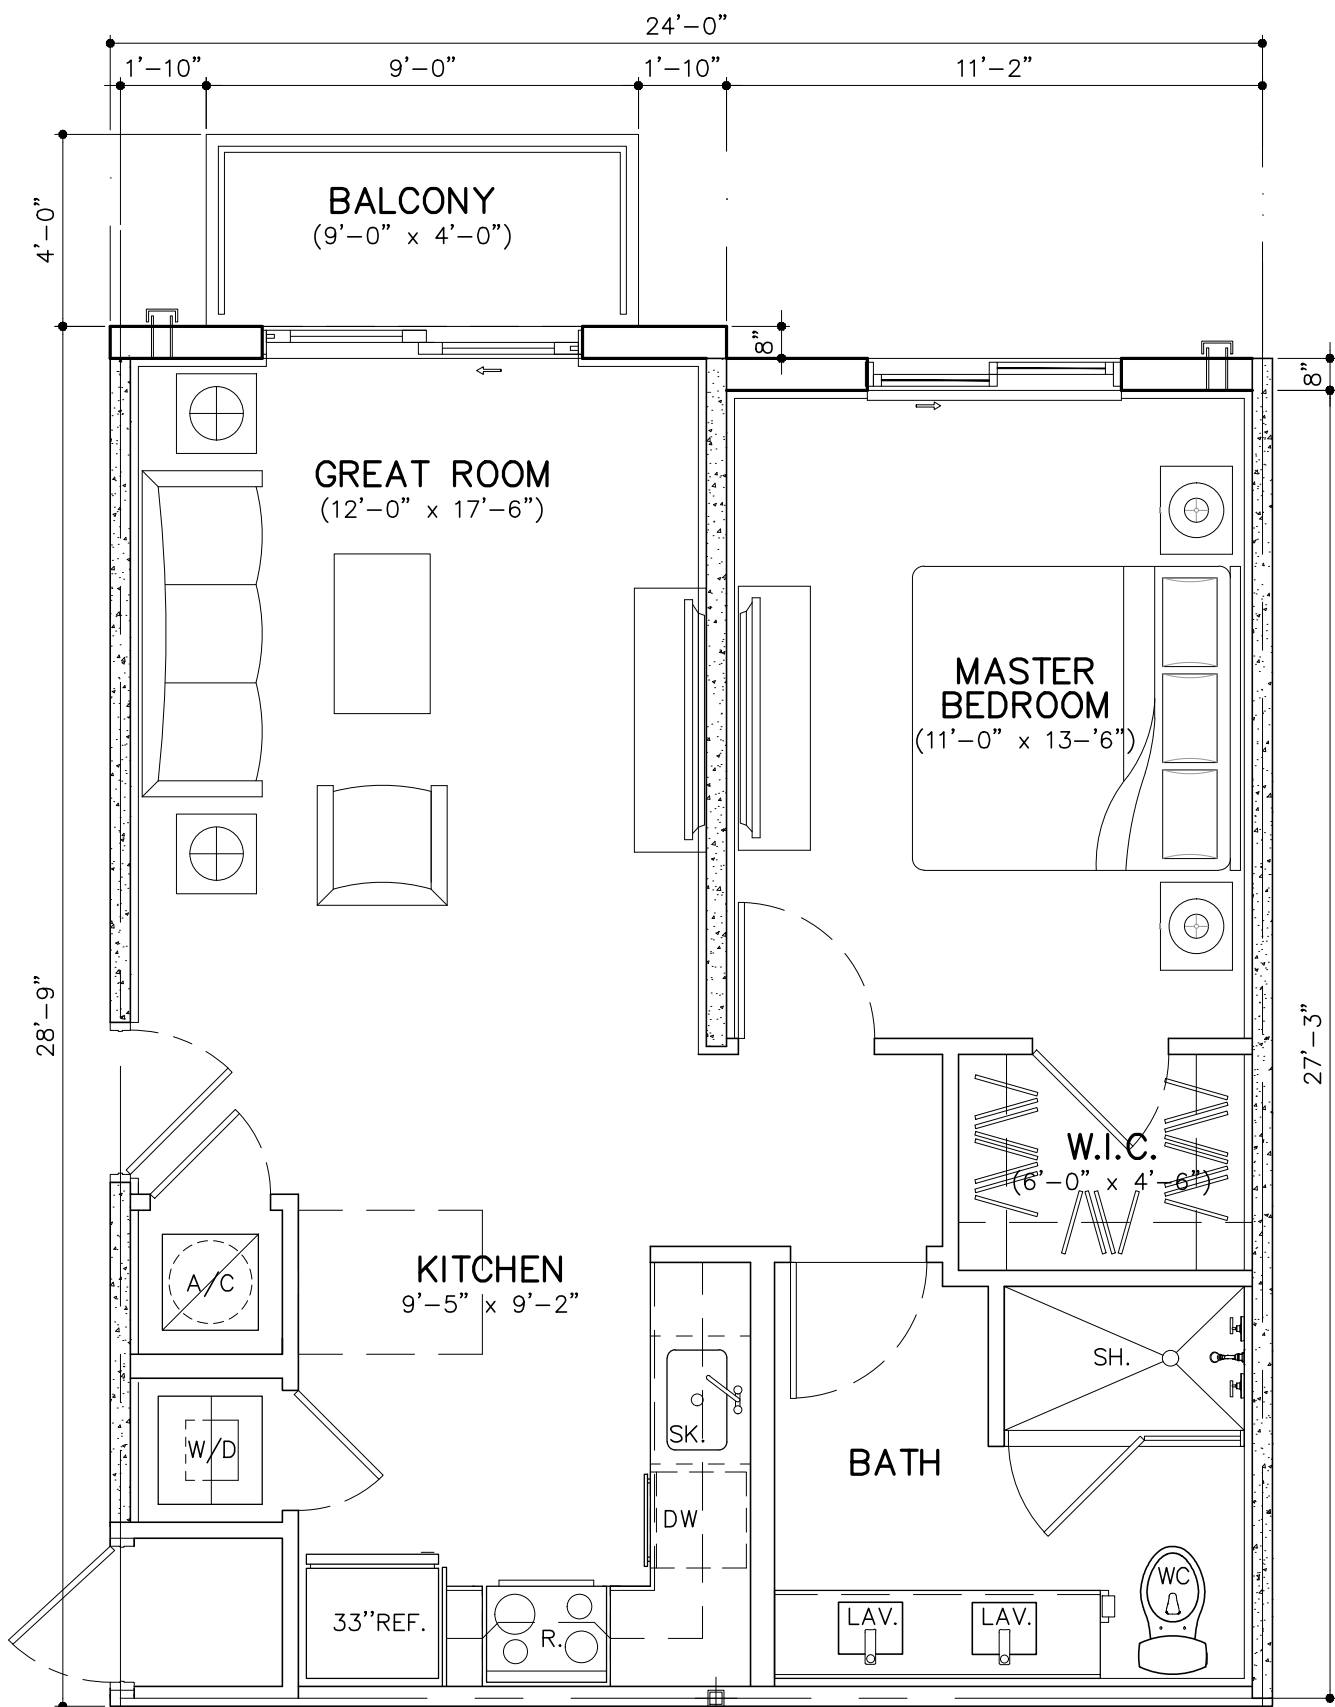 24'-0"
1'-10" 9'-0" 1'-10" 11'-2"
4'-0"
BALCONY
(9'-0" x 4'-0")
8"
8"
GREAT ROOM
(12'-0" x 17'-6")
MASTER
BEDROOM
(11'-0" x 13-'6")
28'-9"
27'-3"
W.I.C.
(6'-0" x 4'-6")
A/C
KITCHEN
9'-5" x 9'-2"
SH.
SK.
W/D
BATH
DW
WC
33''REF.
R.
LAV.
LAV.